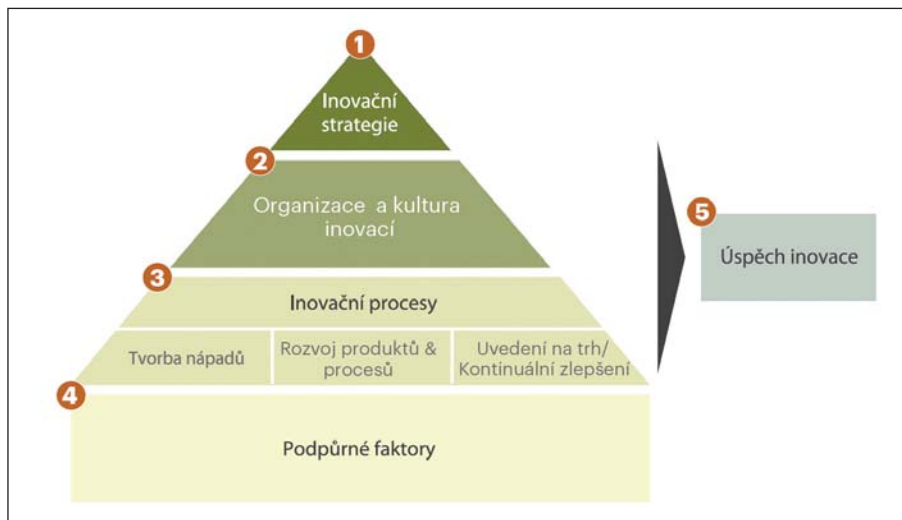 1
Inovační
strategie
2
Organizace a kultura
inovací
3
Inovační procesy
Tvorba nápadů
Rozvoj produktů &
procesů
Uvedení na trh/
Kontinuální zlepšení
4
Podpůrné faktory
5
Úspěch inovace